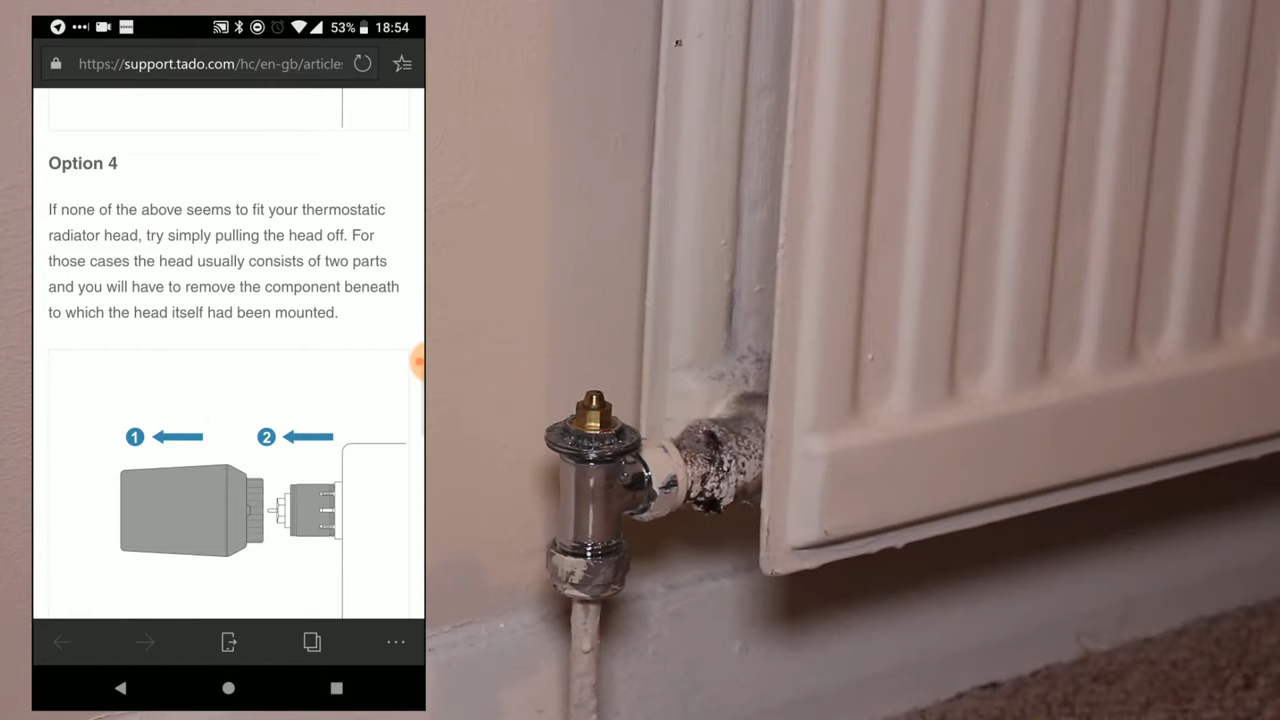 53% 18:54
https://support.tado.com/hc/en-gb/article
Option 4
If none of the above seems to fit your thermostatic
radiator head, try simply pulling the head off. For
those cases the head usually consists of two parts
and you will have to remove the component beneath
to which the head itself had been mounted.
1 2